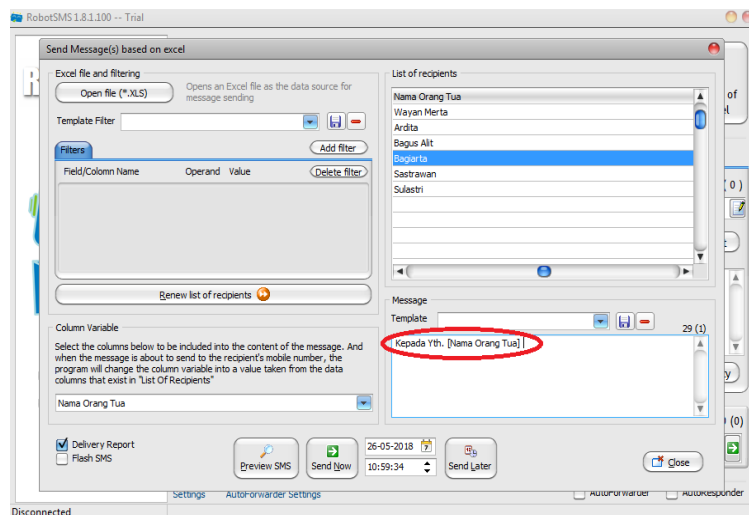 RobotSMS 1.8.1.100 -- Trial
Send Message(s) based on excel
Excel file and filtering
Open file (*.XLS)
Opens an Excel file as the data source for
message sending
Template Filter
Filters
Add filter
Field/Colomn Name Operand Value
Delete filter
Renew list of recipients
Column Variable
Select the columns below to be included into the content of the message. And
when the message is about to send to the recipient's mobile number, the
program will change the column variable into a value taken from the data
columns that exist in "List Of Recipients"
Nama Orang Tua
List of recipients
Nama Orang Tua
Wayan Merta
Ardita
Bagus Alit
Bagiarta
Sastrawan
Sulastri
Message
Template
29 (1)
Kepada Yth. [Nama Orang Tua]
Delivery Report
Flash SMS
Preview SMS
Send Now
26-05-2018
10:59:34
Send Later
Close
of
( 0 )
(0)
Settings AutoForwarder Settings
AutoForwarder
AutoResponder
Disconnected